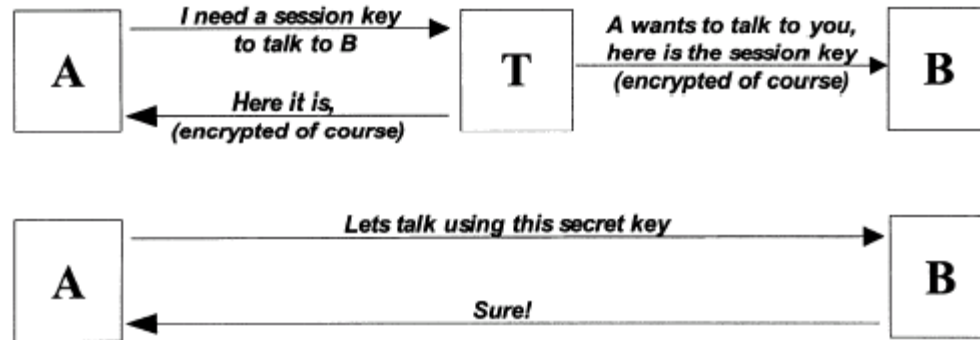 I need a session key
to talk to B
A wants to talk to you,
here is the session key
(encrypted of course)
A
T
B
Here it is,
(encrypted of course)
Lets talk using this secret key
A
B
Sure!